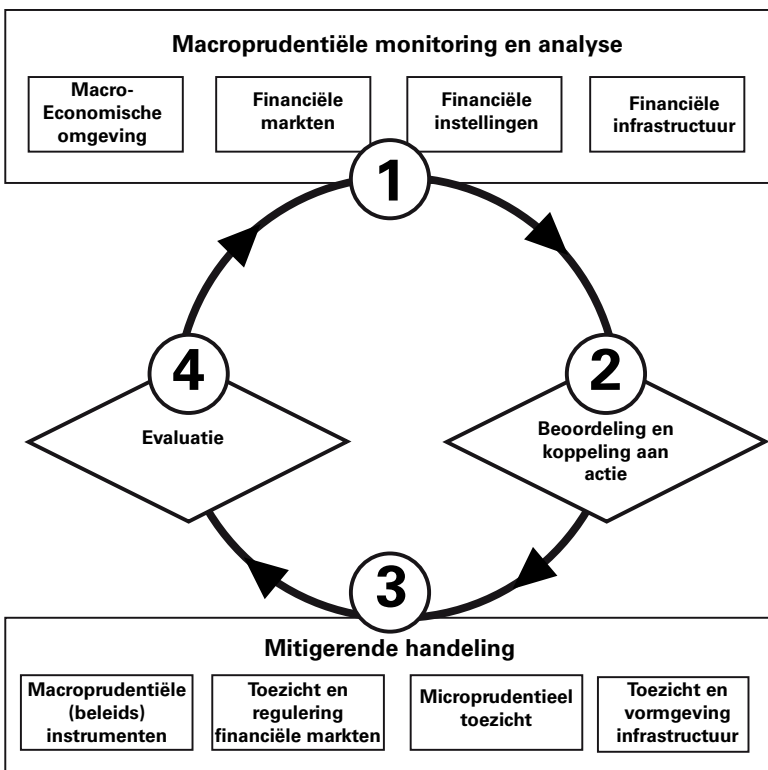 Macroprudentiële monitoring en analyse
Macro-
Economische
omgeving
Financiële
markten
Financiële
instellingen
Financiële
infrastructuur
1
2
Beoordeling en
koppeling aan
actie
3
Mitigerende handeling
Macroprudentiële
(beleids)
instrumenten
Toezicht en
regulering
financiële markten
Microprudentieel
toezicht
Toezicht en
vormgeving
infrastructuur
4
Evaluatie